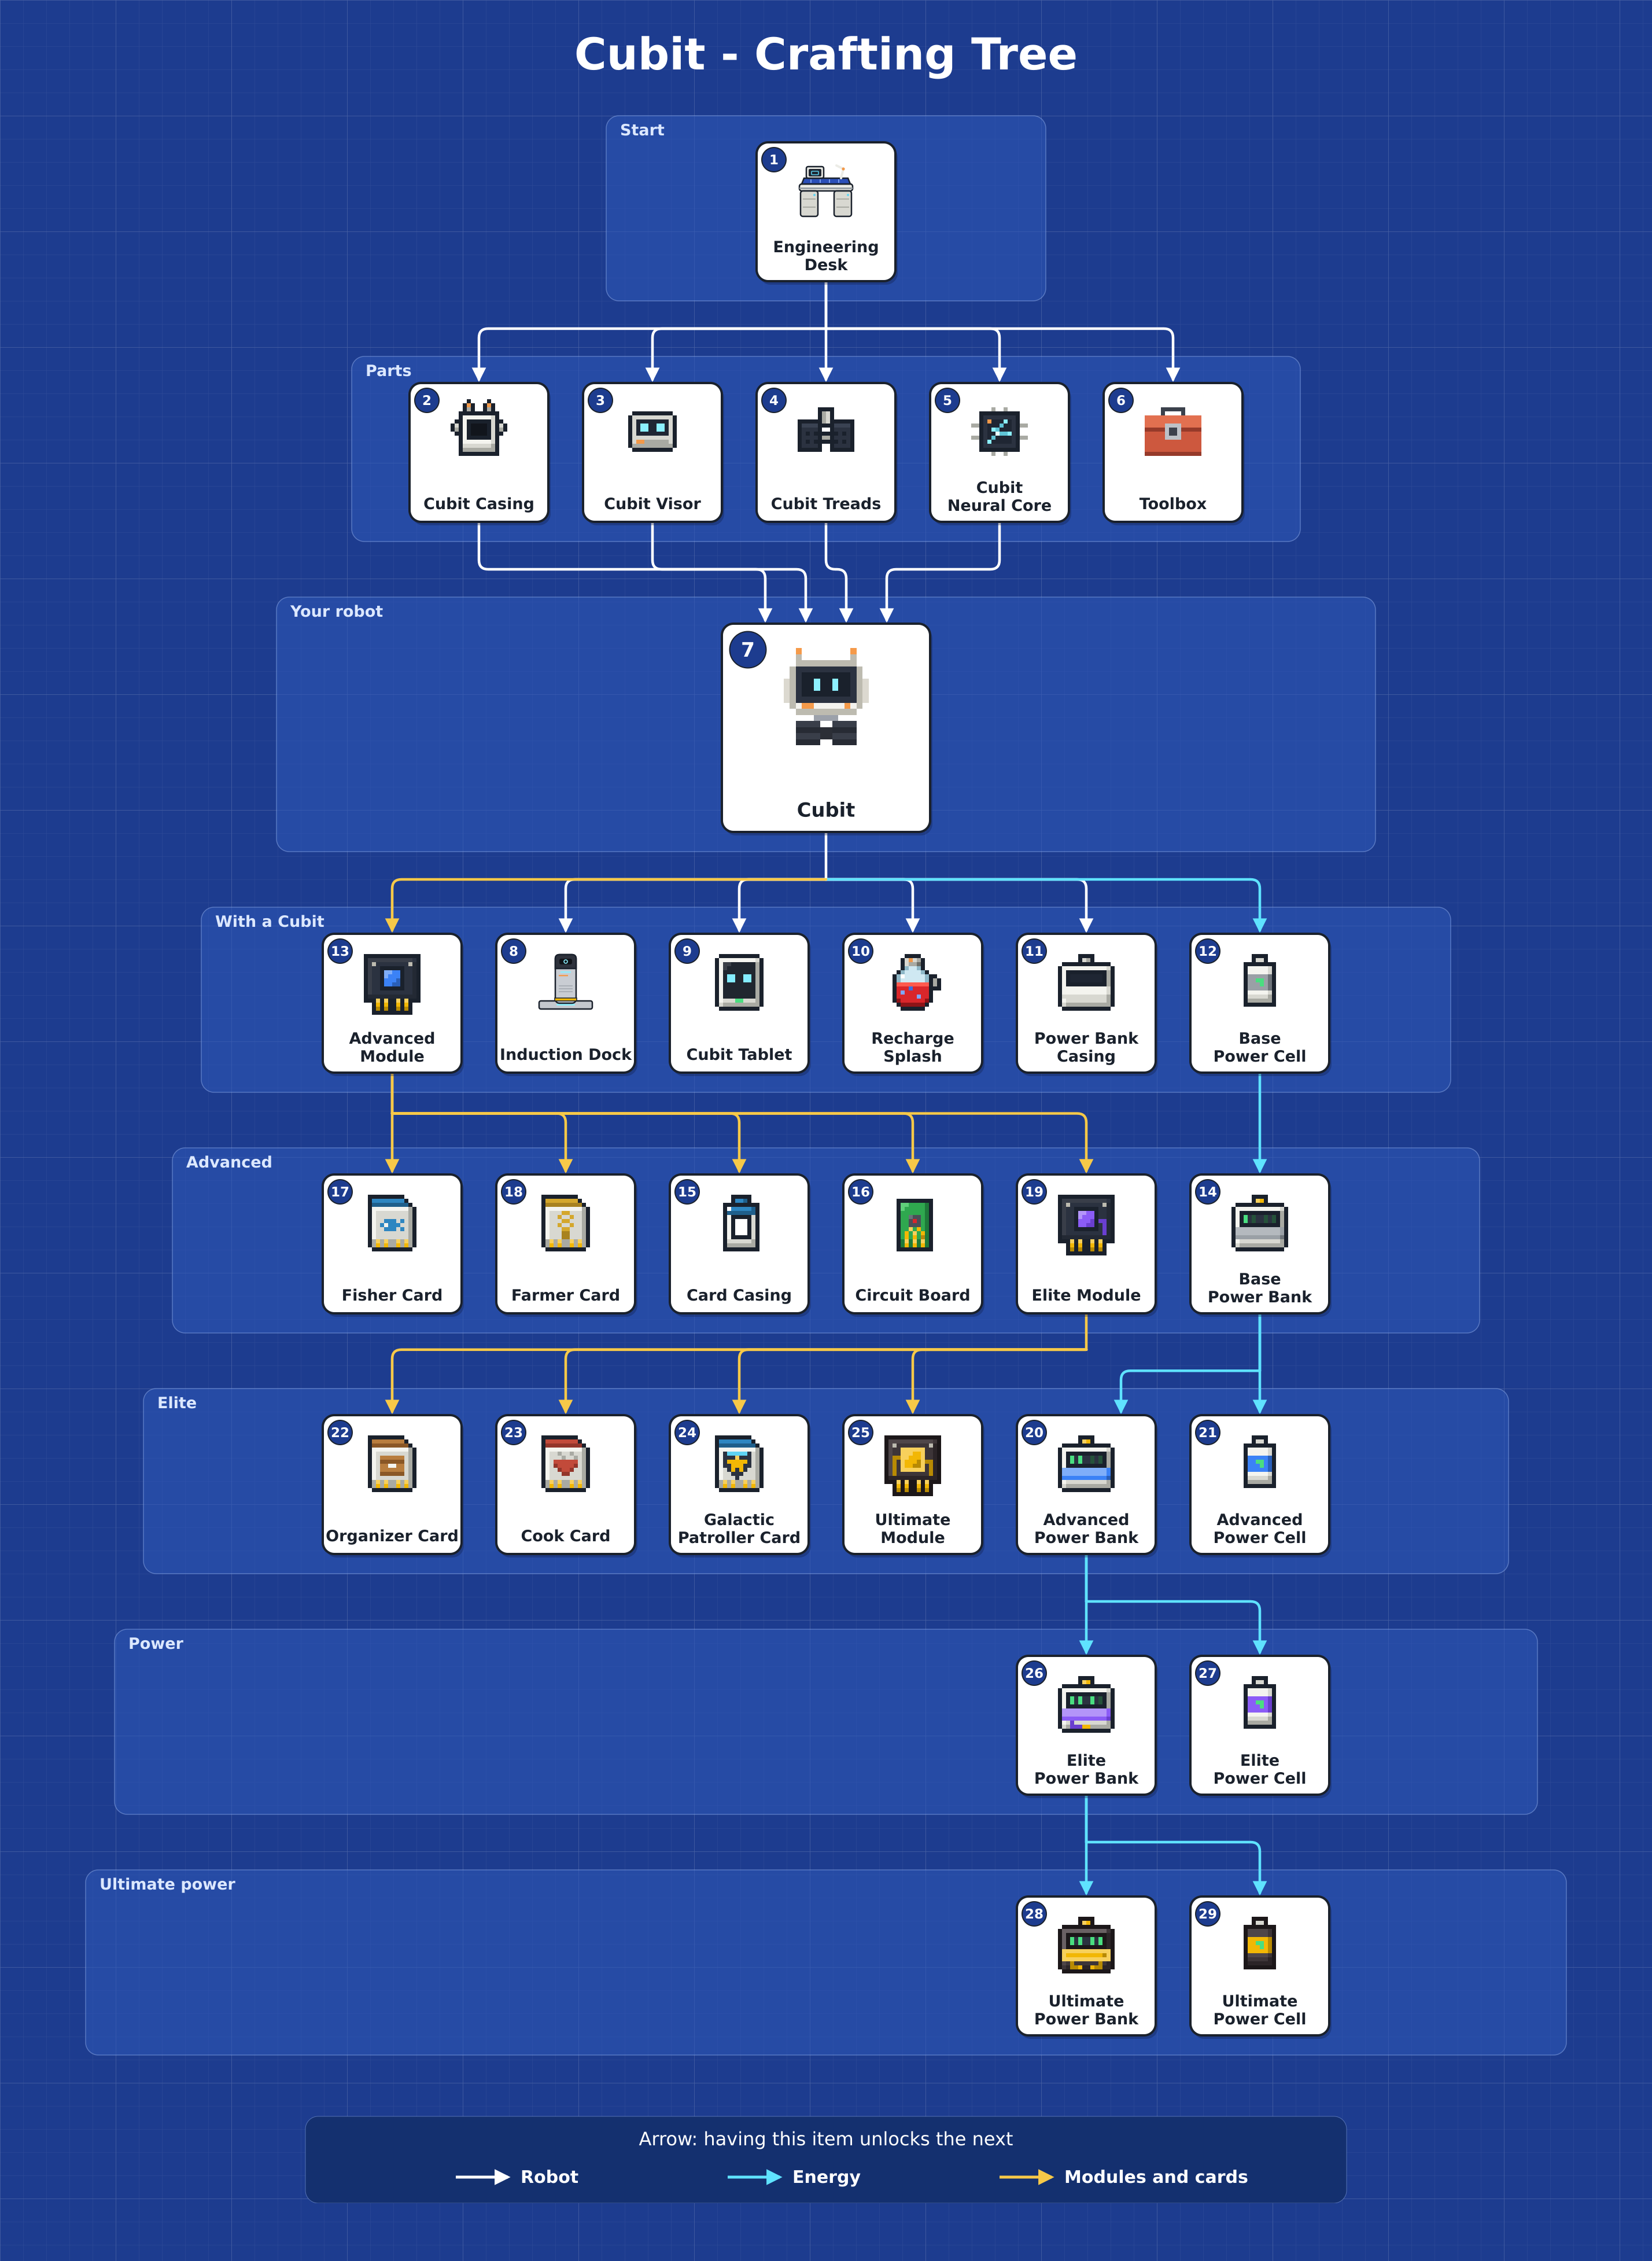 Cubit - Crafting Tree
Start
1
Engineering
Desk
Parts
2
Cubit Casing
3
Cubit Visor
4
Cubit Treads
5
Cubit
Neural Core
6
Toolbox
Your robot
7
Cubit
With a Cubit
13
Advanced
Module
8
Induction Dock
9
Cubit Tablet
10
Recharge
Splash
11
Power Bank
Casing
12
Base
Power Cell
Advanced
17
Fisher Card
18
Farmer Card
15
Card Casing
16
Circuit Board
19
Elite Module
14
Base
Power Bank
Elite
22
Organizer Card
23
Cook Card
24
Galactic
Patroller Card
25
Ultimate
Module
20
Advanced
Power Bank
21
Advanced
Power Cell
Power
26
Elite
Power Bank
27
Elite
Power Cell
Ultimate power
28
Ultimate
Power Bank
29
Ultimate
Power Cell
Arrow: having this item unlocks the next
Robot
Energy
Modules and cards